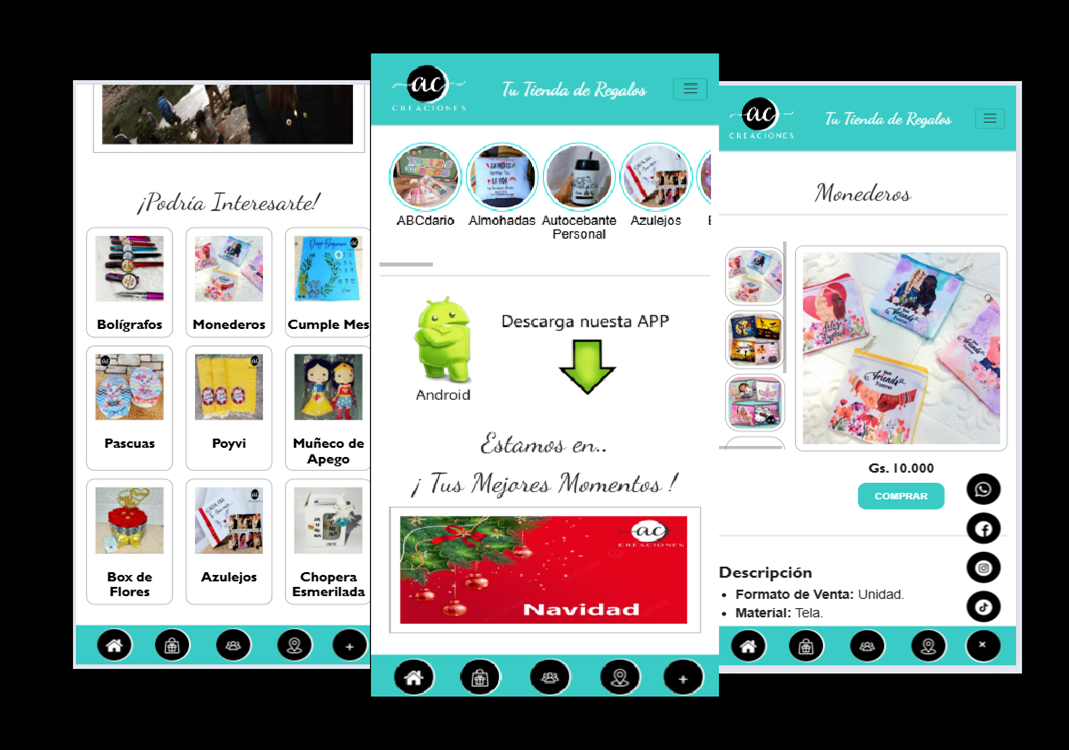 ¡Podría Interesarte!
Bolígrafos
Monederos
Cumple Mes
Pascuas
Poyvi
Muñeco de
Apego
Box de
Flores
Azulejos
Chopera
Esmerilada
ac
CREACIONES
Tu Tienda de Regalos
ABCdario
Almohadas
Autocebante
Personal
Azulejos
Descarga nuesta APP
Android
Estamos en..
¡ Tus Mejores Momentos !
ac
CREACIONES
Navidad
ac
CREACIONES
Tu Tienda de Regalos
Monederos
friends
Forever
Gs. 10.000
COMPRAR
Descripción
• Formato de Venta: Unidad.
• Material: Tela.